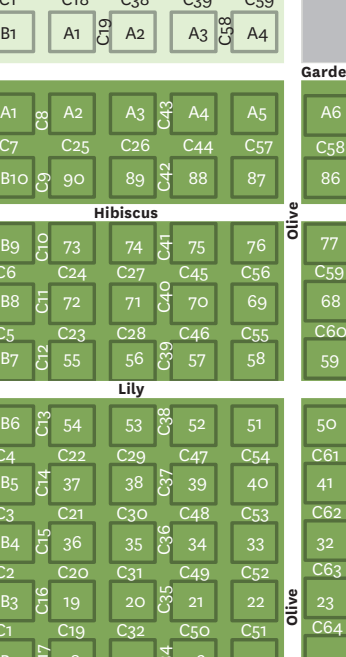 C18 C38 C39 C59
B1 A1 C19 A2 A3 C58 A4
Garde
A1 C8 A2 A3 C43 A4 A5 A6
C7 C25 C26 C44 C57 C58
B10 C9 90 89 C42 88 87 86
Hibiscus
Olive
B9 C10 73 74 C41 75 76 77
C6 C24 C27 C45 C56 C59
B8 C11 72 71 C40 70 69 68
C5 C23 C28 C46 C55 C60
B7 C12 55 56 C39 57 58 59
Lily
B6 C13 54 53 C38 52 51 50
C4 C22 C29 C47 C54 C61
B5 C14 37 38 C37 39 40 41
C3 C21 C30 C48 C53 C62
B4 C15 36 35 C36 34 33 32
C2 C20 C31 C49 C52 C63
B3 C16 19 20 C35 21 22 23
Olive
C1 C19 C32 C50 C51 C64